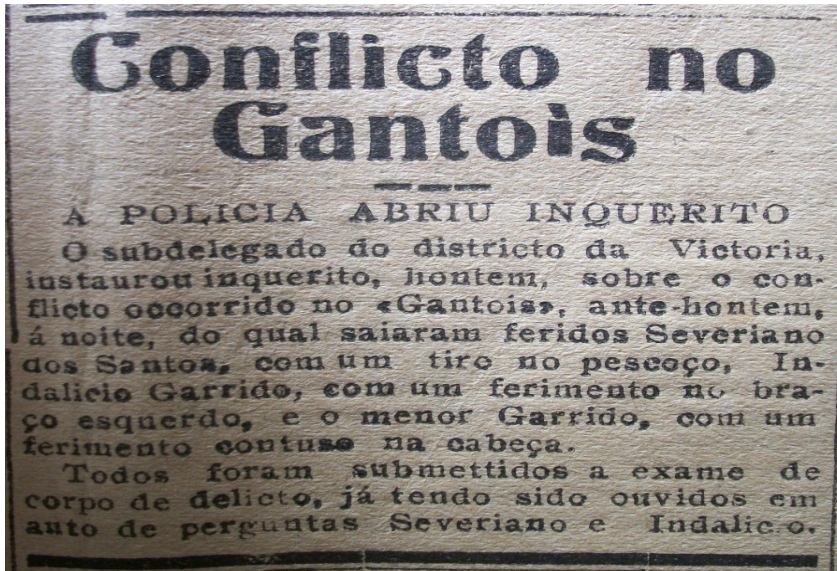 Conflicto no
Gantois
A POLICIA ABRIU INQUERITO
O subdelegado do districto da Victoria,
instaurou inquerito, hontem, sobre o con-
flicto occorrido no «Gantois», ante-hontem,
á noite, do qual saiaram feridos Severiano
dos Santos, com um tiro no pescoço, In-
dalicio Garrido, com um ferimento no bra-
ço esquerdo, e o menor Garrido, com um
ferimento contuso na cabeça.
Todos foram submettidos a exame de
corpo de delicto, já tendo sido ouvidos em
auto de perguntas Severiano e Indalicio.